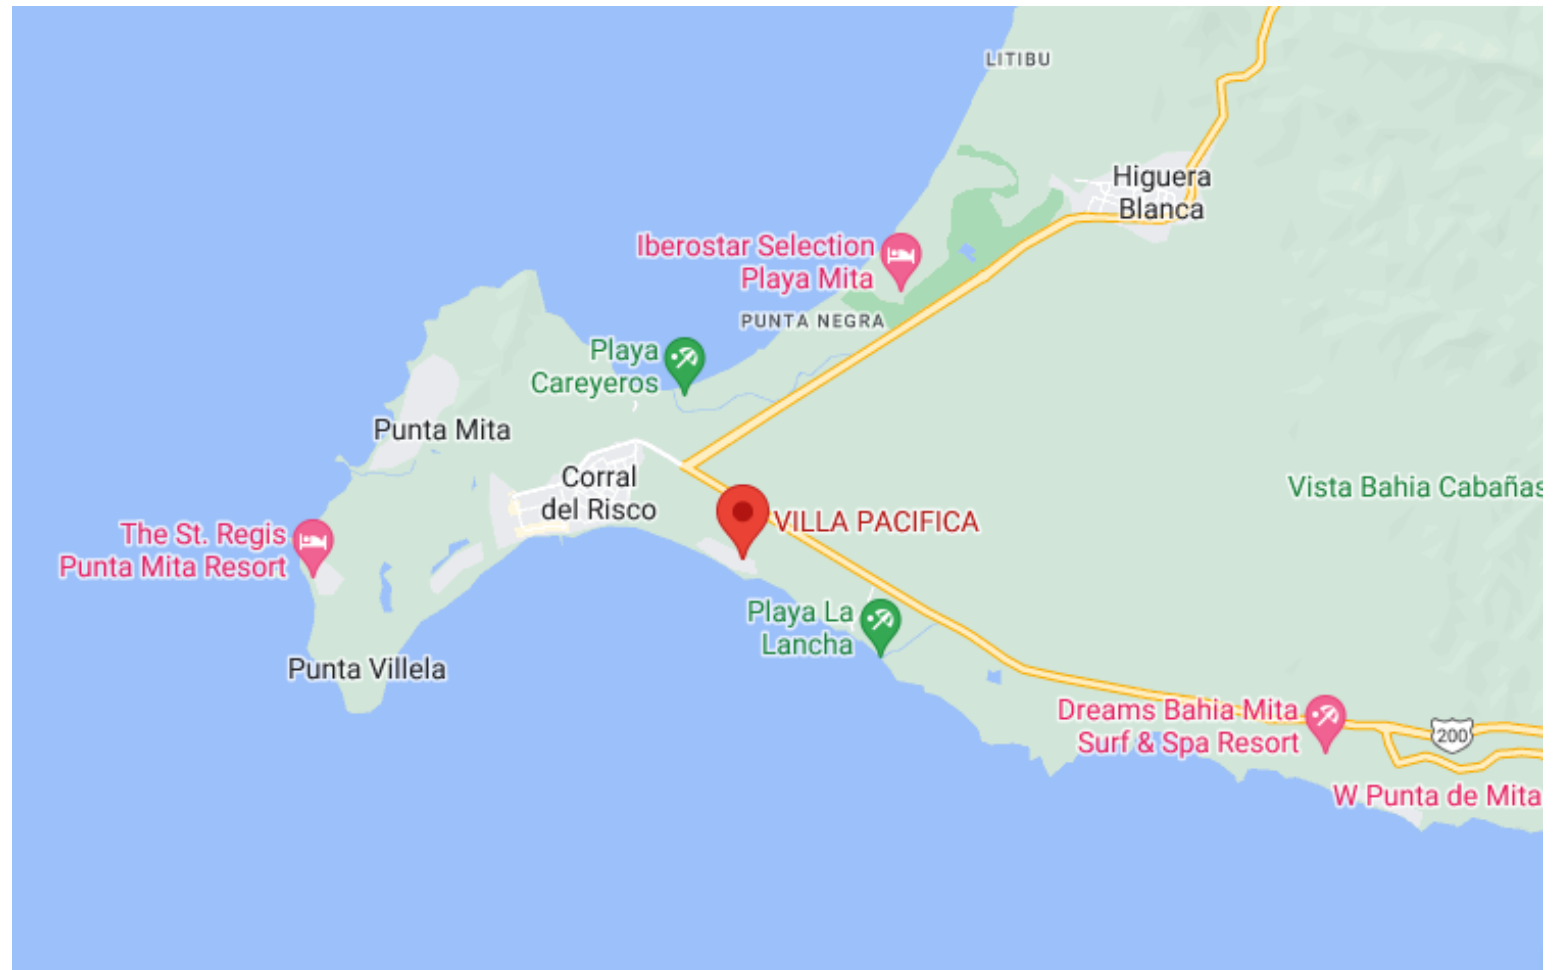 LITIBU
Higuera
Blanca
Iberostar Selection
Playa Mita
PUNTA NEGRA
Playa
Careyeros
Punta Mita
Corral
del Risco
Vista Bahia Cabañas
VILLA PACIFICA
The St. Regis
Punta Mita Resort
Playa La
Lancha
Punta Villela
Dreams Bahia Mita
Surf & Spa Resort
200
W Punta de Mita